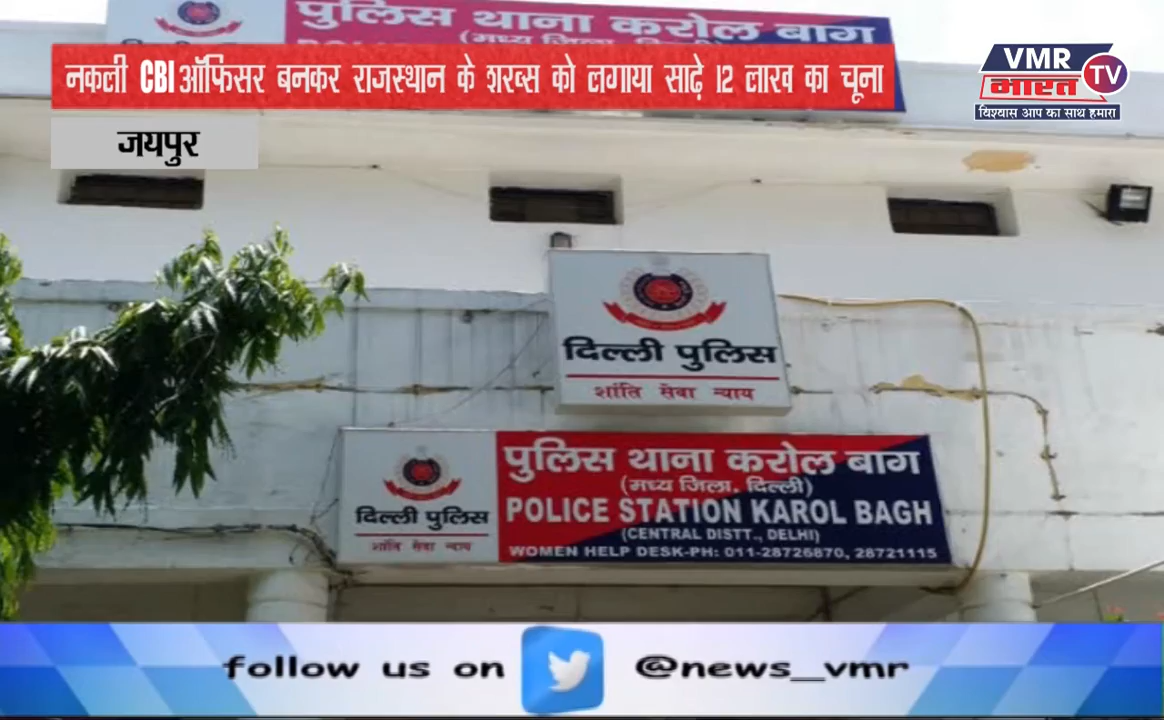 पुलिस थाना करोल बाग
नकली CBI ऑफिसर बनकर राजस्थान के शख्स को लगाया साढ़े 12 लाख का चूना
VMR
भारत
TV
विश्वास आप का साथ हमारा
जयपुर
दिल्ली पुलिस
शांति सेवा न्याय
दिल्ली पुलिस
शांति सेवा न्याय
पुलिस थाना करोल बाग
(मध्य जिला, दिल्ली)
POLICE STATION KAROL BAGH
(CENTRAL DISTT., DELHI)
WOMEN HELP DESK-PH: 011-28726870, 28721115
follow us on @news_vmr